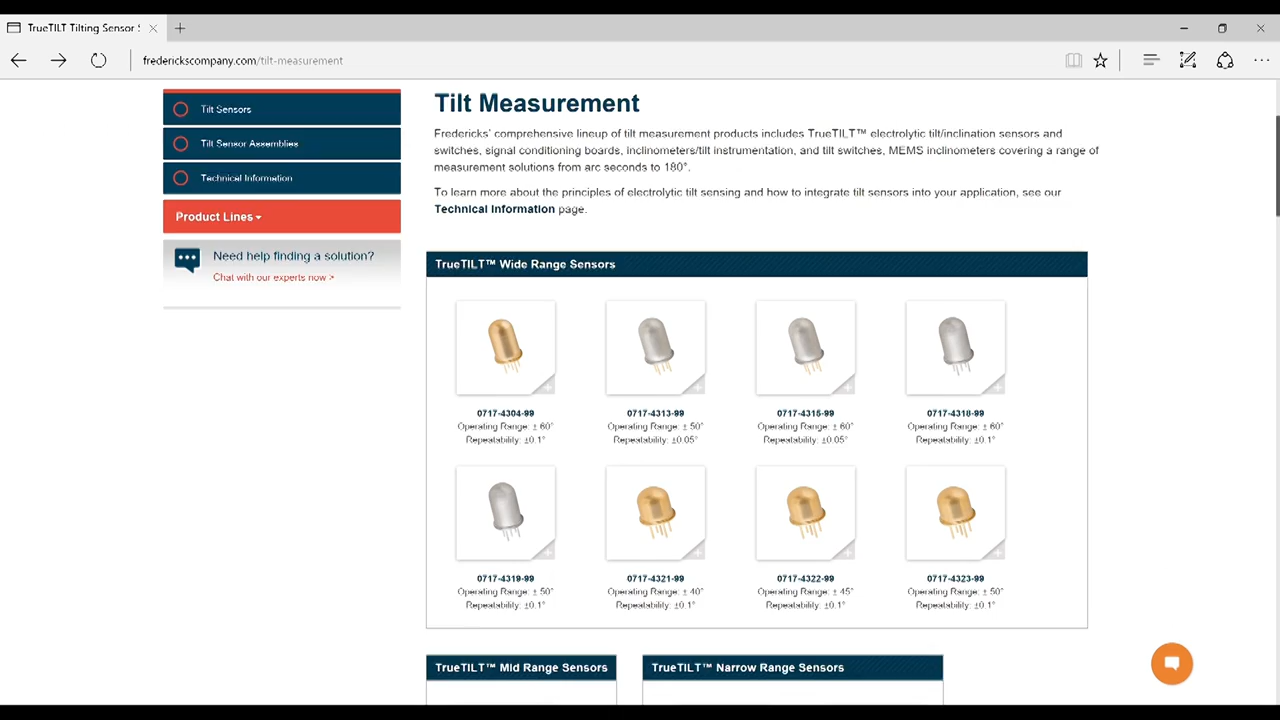 TrueTILT Tilting Sensor S
fredericskcompany.com/tilt-measurement
Tilt Sensors
Tilt Sensor Assemblies
Technical Information
Product Lines
Need help finding a solution?
Chat with our experts now >
Tilt Measurement
Fredericks' comprehensive lineup of tilt measurement products includes TrueTILT™ electrolytic tilt/inclination sensors and
switches, signal conditioning boards, inclinometers/tilt instrumentation, and tilt switches, MEMS inclinometers covering a range of
measurement solutions from arc seconds to 180°.
To learn more about the principles of electrolytic tilt sensing and how to integrate tilt sensors into your application, see our
Technical Information page.
TrueTILT™ Wide Range Sensors
0717-4304-99 0717-4313-99 0717-4315-99 0717-4318-99
Operating Range: ± 60° Operating Range: ± 50° Operating Range: ± 60° Operating Range: ± 60°
Repeatability: ±0.1° Repeatability: ±0.05° Repeatability: ±0.05° Repeatability: ±0.1°
0717-4319-99 0717-4321-99 0717-4322-99 0717-4323-99
Operating Range: ± 50° Operating Range: ± 40° Operating Range: ± 45° Operating Range: ± 50°
Repeatability: ±0.1° Repeatability: ±0.1° Repeatability: ±0.1° Repeatability: ±0.1°
TrueTILT™ Mid Range Sensors TrueTILT™ Narrow Range Sensors